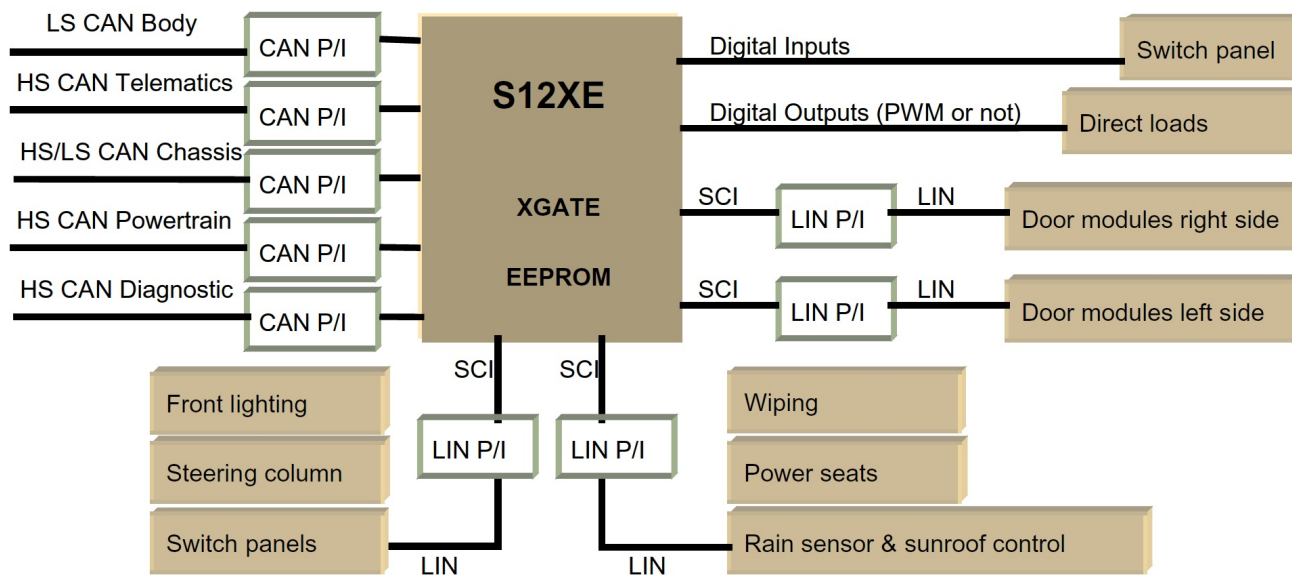 LS CAN Body
CAN P/I
HS CAN Telematics
CAN P/I
HS/LS CAN Chassis
CAN P/I
HS CAN Powertrain
CAN P/I
HS CAN Diagnostic
CAN P/I
S12XE
XGATE
EEPROM
Digital Inputs
Switch panel
Digital Outputs (PWM or not)
Direct loads
SCI
LIN P/I
LIN
Door modules right side
SCI
LIN P/I
LIN
Door modules left side
SCI
SCI
Front lighting
Steering column
Switch panels
LIN P/I
LIN
LIN P/I
LIN
Wiping
Power seats
Rain sensor & sunroof control